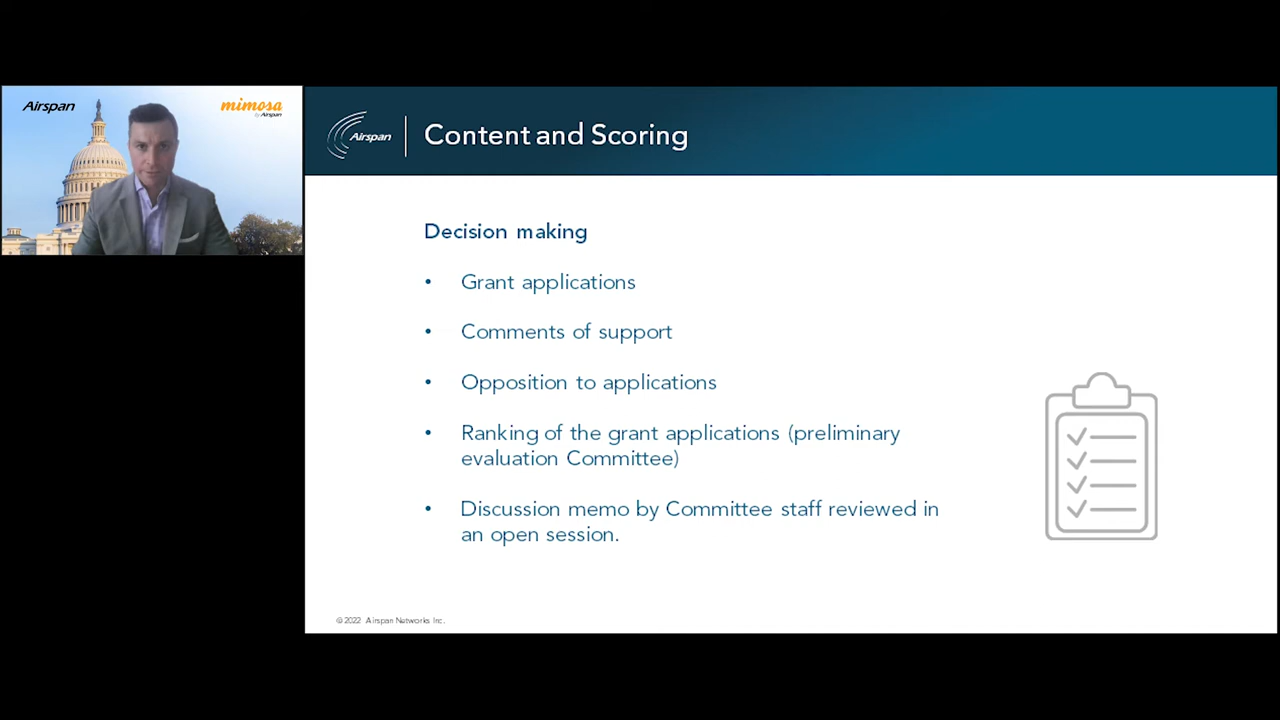 Airspan
mimosa
by Airspan
Airspan
Content and Scoring
Decision making
• Grant applications
• Comments of support
• Opposition to applications
• Ranking of the grant applications (preliminary
evaluation Committee)
• Discussion memo by Committee staff reviewed in
an open session.
© 2022 Airspan Networks Inc.